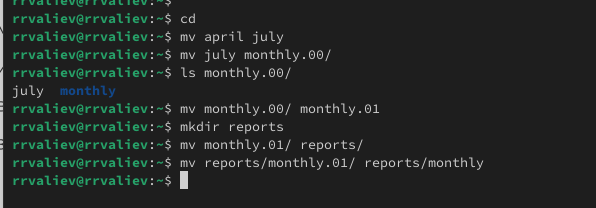 rrvaliev@rrvaliev:~$
rrvaliev@rrvaliev:~$ cd
rrvaliev@rrvaliev:~$ mv april july
rrvaliev@rrvaliev:~$ mv july monthly.00/
rrvaliev@rrvaliev:~$ ls monthly.00/
july  monthly
rrvaliev@rrvaliev:~$ mv monthly.00/ monthly.01
rrvaliev@rrvaliev:~$ mkdir reports
rrvaliev@rrvaliev:~$ mv monthly.01/ reports/
rrvaliev@rrvaliev:~$ mv reports/monthly.01/ reports/monthly
rrvaliev@rrvaliev:~$